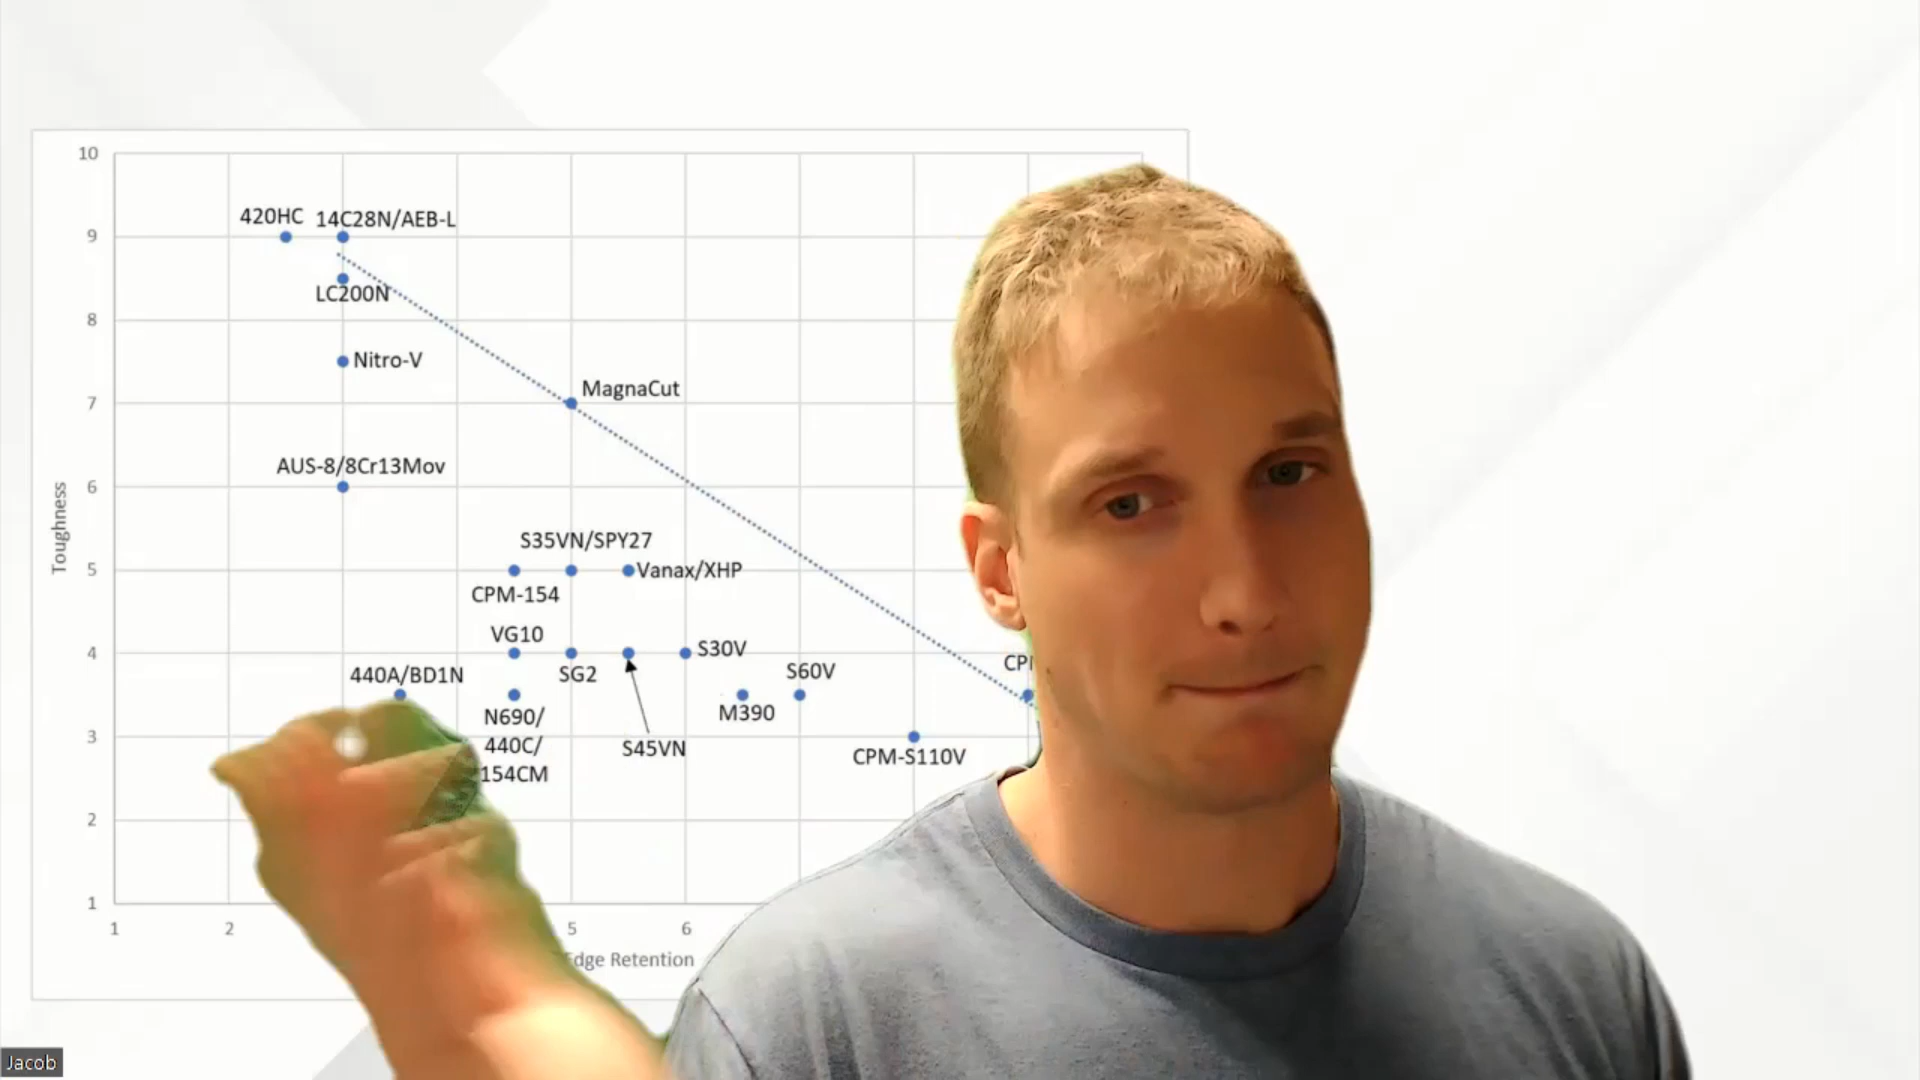 10
420HC 14C28N/AEB-L
9
LC200N
8
Nitro-V
MagnaCut
7
AUS-8/8Cr13Mov
6
Toughness
S35VN/SPY27
5
Vanax/XHP
CPM-154
VG10
4
S30V
CPI
440A/BD1N
SG2
S60V
N690/
M390
3
440C/
S45VN
CPM-S110V
154CM
2
1
1 2 5 6
Edge Retention
Jacob